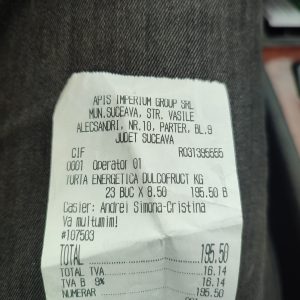 APIS IMPERIUM GROUP SRL
MUN.SUCEAVA, STR. VASILE
ALECSANDRI, NR.10, PARTER, BL.9
JUDET SUCEAVA
CIF RO31395555
0001 Operator 01
TURTA ENERGETICA DULCOFRUCT KG
23 BUC X 8.50 195.50 B
Casier: Andrei Simona-Cristina
Va multumim!
#107503
TOTAL 195.50
TOTAL TVA 16.14
TVA B 9% 16.14
NUMERAR 195.50